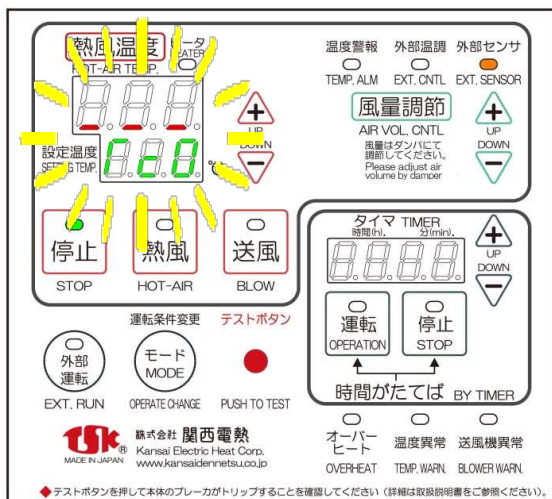 熱風温度
ヒータ
HEATER
HOT-AIR TEMP.
設定温度
SETTING TEMP.
CcO
℃
UP
DOWN
停止
STOP
熱風
HOT-AIR
送風
BLOW
温度警報
TEMP. ALM
外部温調
EXT. CNTL
外部センサ
EXT. SENSOR
風量調節
AIR VOL. CNTL
風量はダンパにて
調節してください。
Please adjust air
volume by damper
UP
DOWN
タイマ TIMER
時間(h). 分(min).
UP
DOWN
運転
OPERATION
停止
STOP
時間がたてば BY TIMER
外部
運転
EXT. RUN
運転条件変更
モード
MODE
OPERATE CHANGE
テストボタン
PUSH TO TEST
TSK®
MADE IN JAPAN
株式会社 関西電熱
Kansai Electric Heat Corp.
www.kansaidennetsu.co.jp
オーバー
ヒート
OVERHEAT
温度異常
TEMP. WARN.
送風機異常
BLOWER WARN.
◆テストボタンを押して本体のブレーカがトリップすることを確認してください（詳細は取扱説明書をご参照ください）。